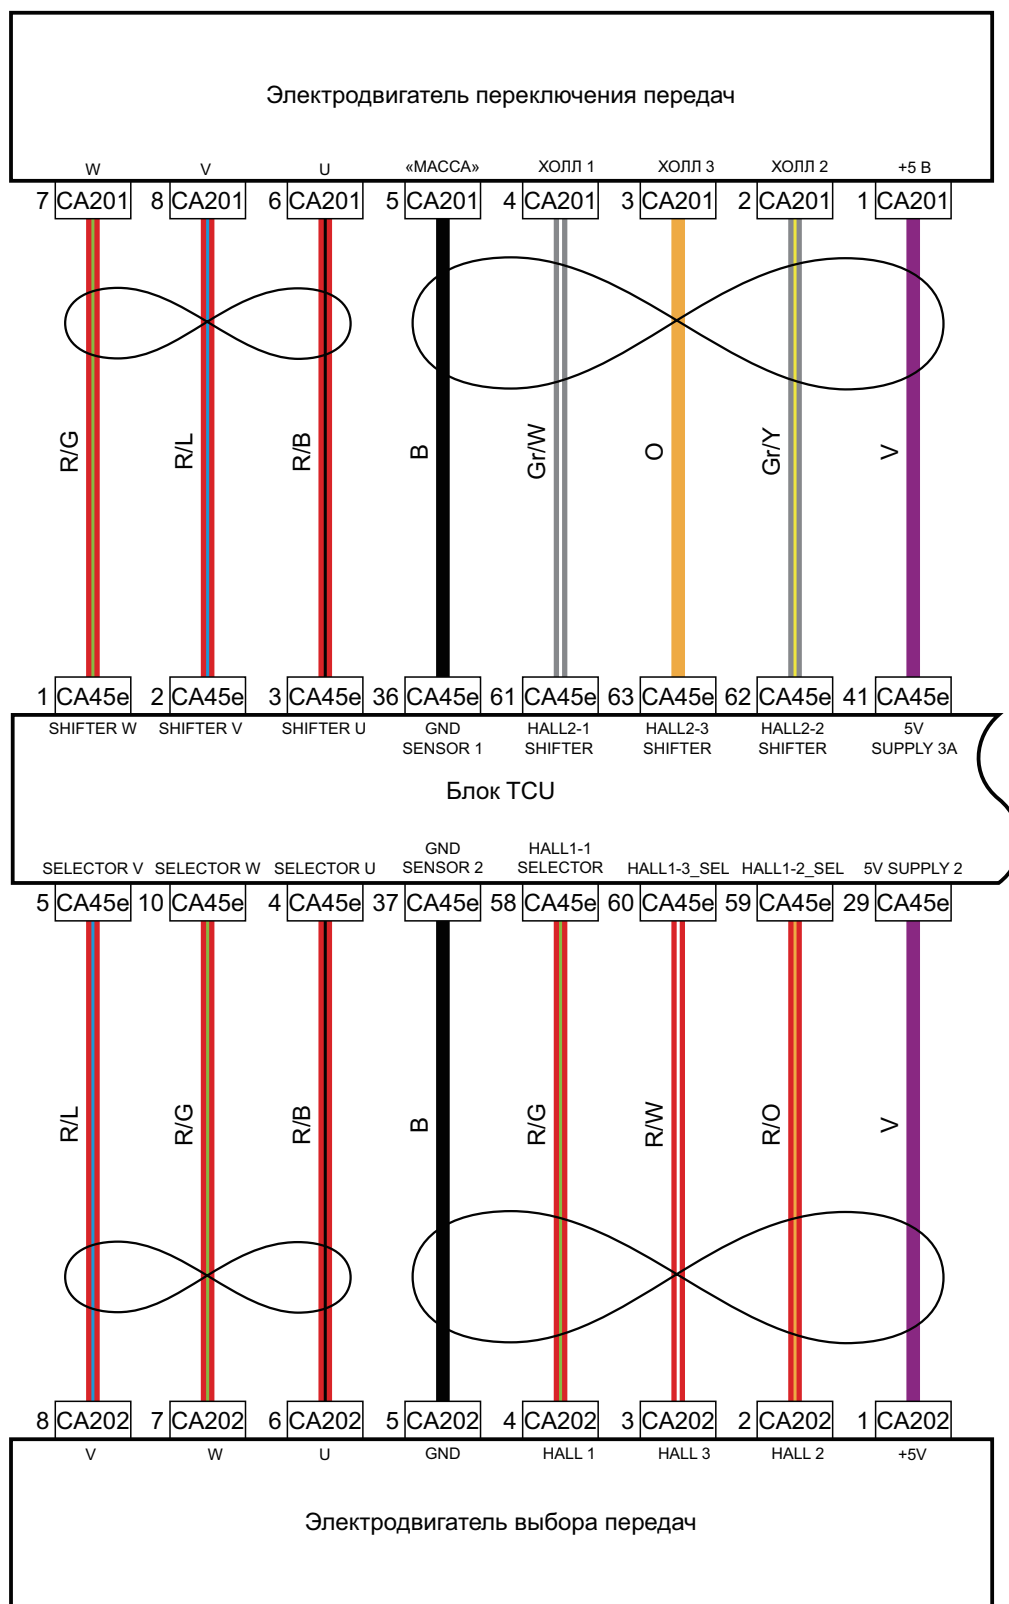 Электродвигатель переключения передач
W V U «МАССА» ХОЛЛ 1 ХОЛЛ 3 ХОЛЛ 2 +5 В
7 CA201 8 CA201 6 CA201 5 CA201 4 CA201 3 CA201 2 CA201 1 CA201
R/G R/L R/B B Gr/W O Gr/Y V
1 CA45e 2 CA45e 3 CA45e 36 CA45e 61 CA45e 63 CA45e 62 CA45e 41 CA45e
SHIFTER W SHIFTER V SHIFTER U GND HALL2-1 HALL2-3 HALL2-2 5V
SENSOR 1 SHIFTER SHIFTER SHIFTER SUPPLY 3A
Блок TCU
GND HALL1-1
SELECTOR V SELECTOR W SELECTOR U SENSOR 2 SELECTOR HALL1-3_SEL HALL1-2_SEL 5V SUPPLY 2
5 CA45e 10 CA45e 4 CA45e 37 CA45e 58 CA45e 60 CA45e 59 CA45e 29 CA45e
R/L R/G R/B B R/G R/W R/O V
8 CA202 7 CA202 6 CA202 5 CA202 4 CA202 3 CA202 2 CA202 1 CA202
V W U GND HALL 1 HALL 3 HALL 2 +5V
Электродвигатель выбора передач